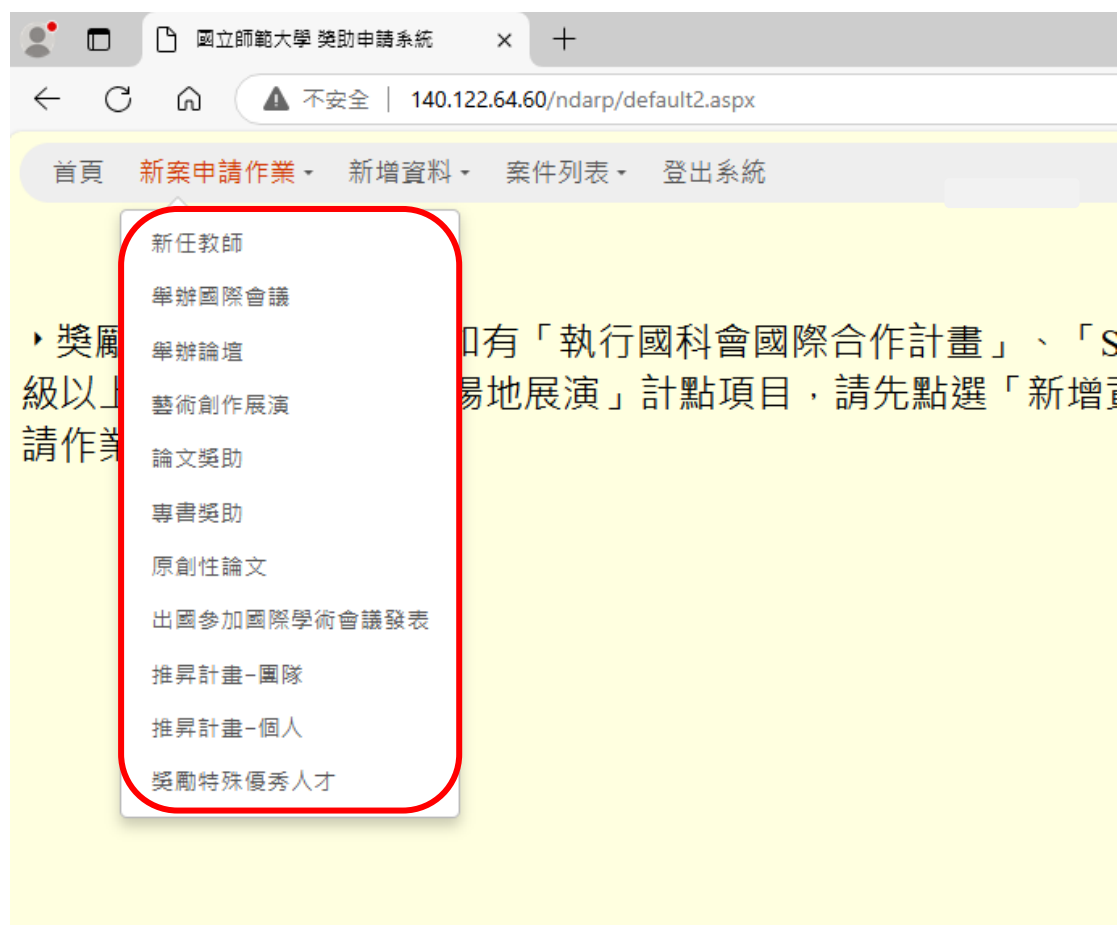 國立師範大學 獎助申請系統
不安全 | 140.122.64.60/ndarp/default2.aspx
首頁 新案申請作業 新增資料 案件列表 登出系統
新任教師
舉辦國際會議
舉辦論壇
藝術創作展演
論文獎助
專書獎助
原創性論文
出國參加國際學術會議發表
推昇計畫-團隊
推昇計畫-個人
獎勵特殊優秀人才
獎 有「執行國科會國際合作計畫」、「S
級以上 地展演」計點項目,請先點選「新增
請作